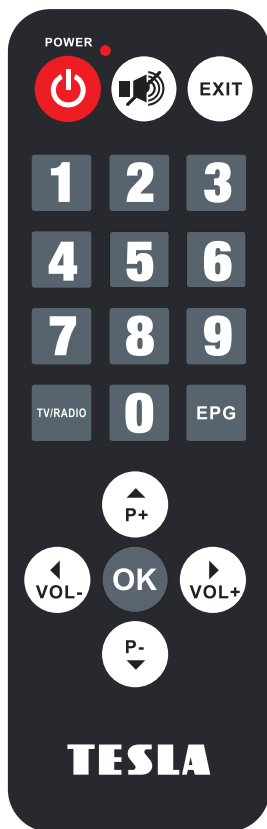 POWER
EXIT
1 2 3
4 5 6
7 8 9
TV/RADIO 0 EPG
P+
VOL- OK VOL+
P-
TESLA